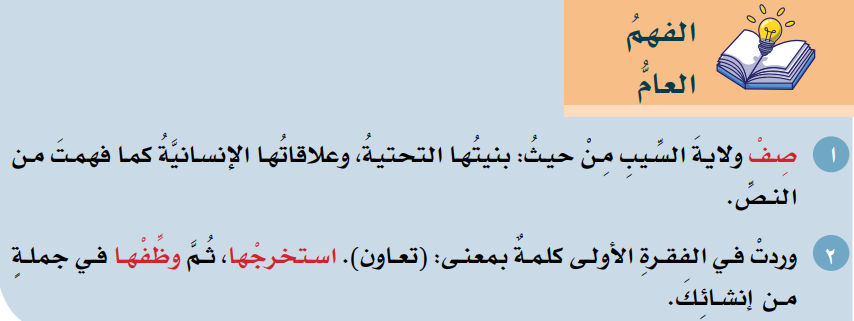 الفهمُ
العامُّ
١ صِفْ ولايةَ السِّيبِ مِنْ حيثُ: بنيتُها التحتيةُ، وعلاقاتُها الإنسانيَّةُ كما فهمتَ من
النصِّ.
٢ وردتْ في الفقرةِ الأولى كلمةٌ بمعنى: (تعاون). استخرجْها، ثُمَّ وظِّفْها في جملةٍ
من إنشائِكَ.